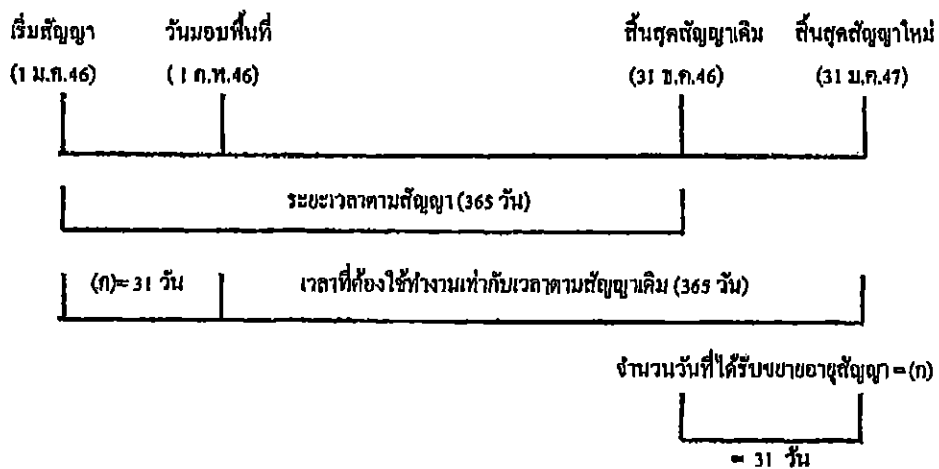 เริ่มสัญญา วันมอบพื้นที่ สิ้นสุดสัญญาเดิม สิ้นสุดสัญญาใหม่
(1 ม.ค.46) (1 ก.พ.46) (31 ธ.ค.46) (31 ม.ค.47)
ระยะเวลาตามสัญญา (365 วัน)
(ก)= 31 วัน เวลาที่ต้องใช้ทำงานเท่ากับเวลาตามสัญญาเดิม (365 วัน)
จำนวนวันที่ได้รับขยายอายุสัญญา = (ก)
= 31 วัน